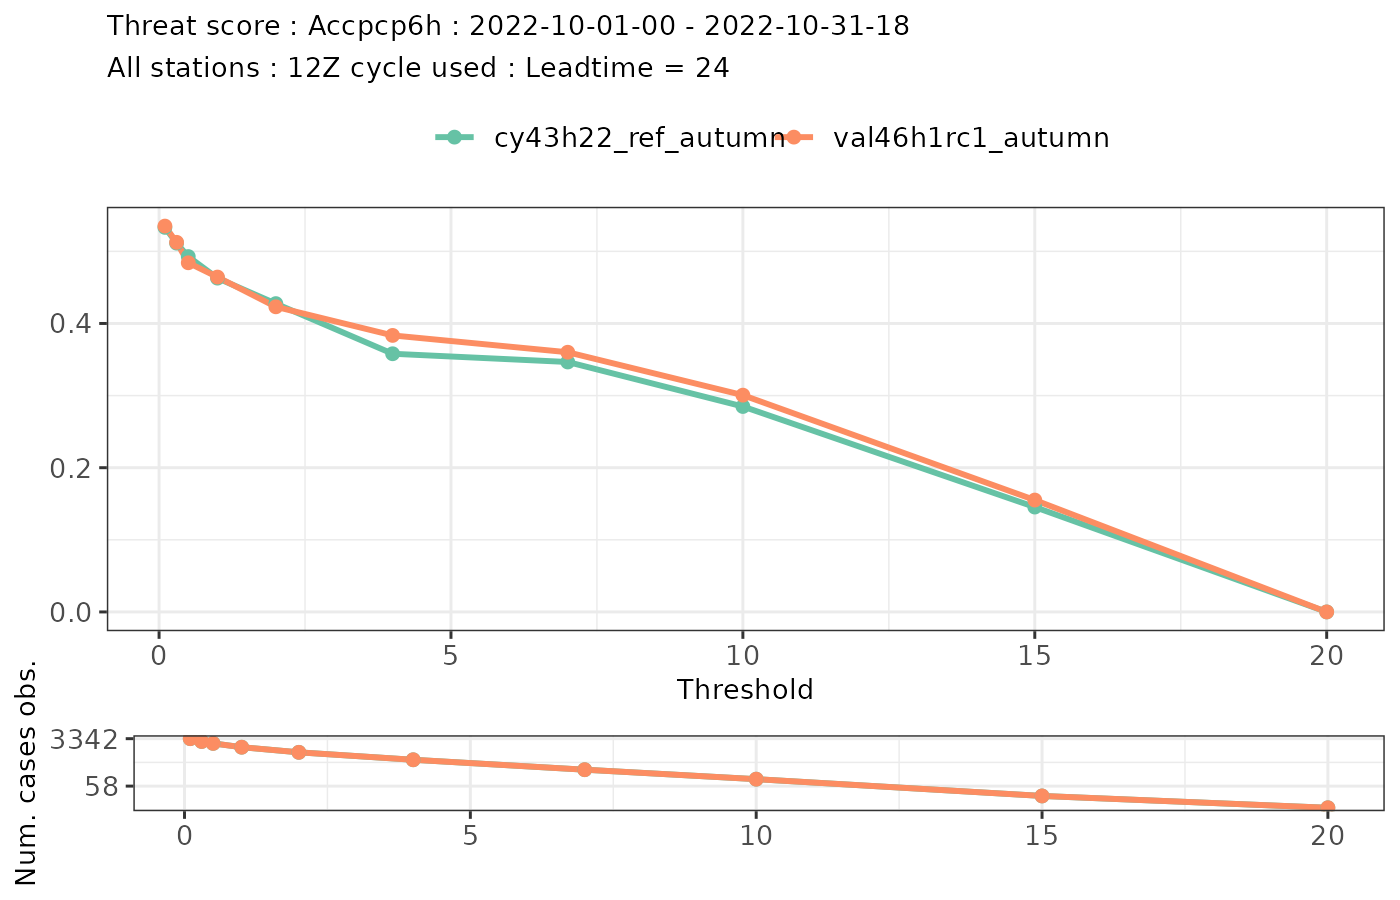 Threat score : Accpcp6h : 2022-10-01-00 - 2022-10-31-18
All stations : 12Z cycle used : Leadtime = 24
cy43h22_ref_autumn val46h1rc1_autumn
0.4
0.2
0.0
0 5 10 15 20
Threshold
Num. cases obs.
3342
58
0 5 10 15 20